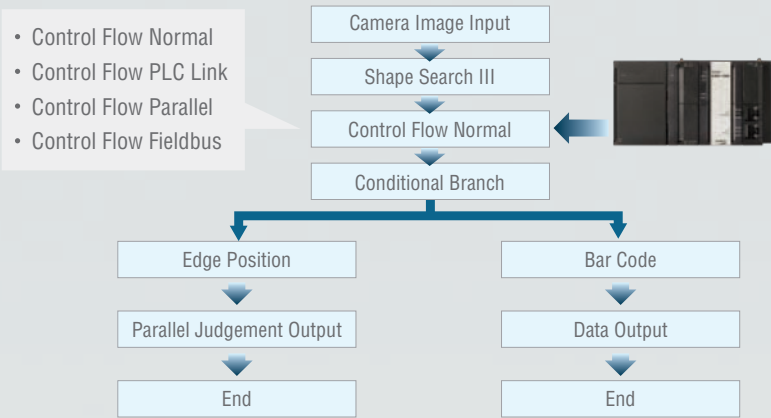 • Control Flow Normal
• Control Flow PLC Link
• Control Flow Parallel
• Control Flow Fieldbus
Camera Image Input
Shape Search III
Control Flow Normal
Conditional Branch
Edge Position
Parallel Judgement Output
End
Bar Code
Data Output
End